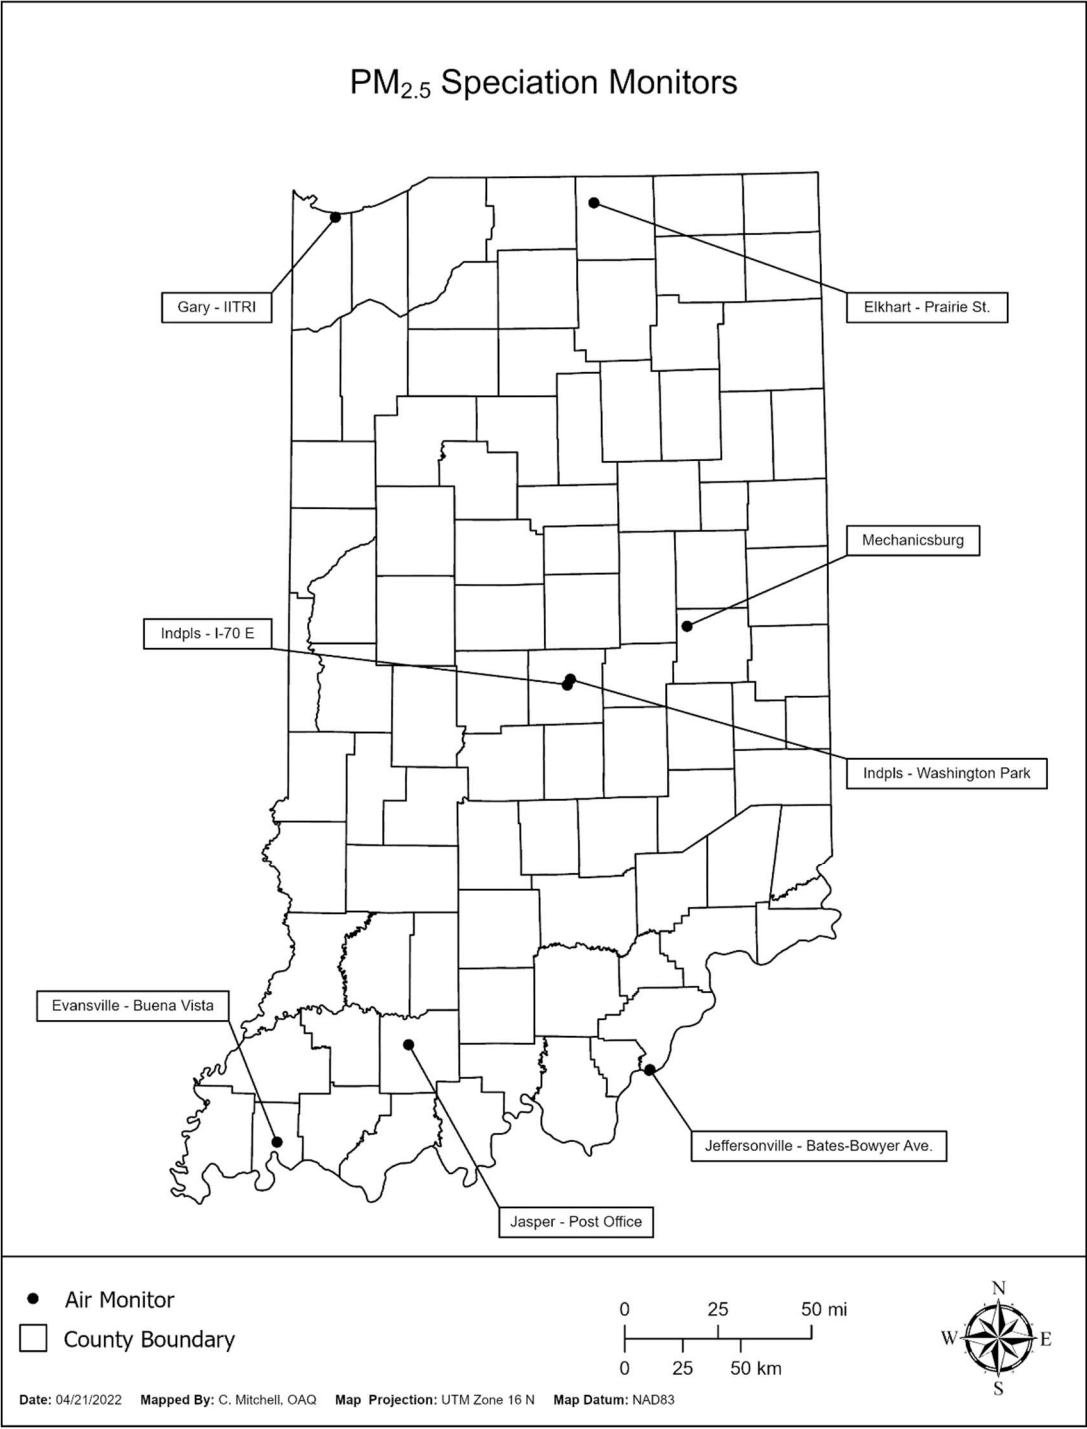 PM2.5 Speciation Monitors
Gary - IITRI
Elkhart - Prairie St.
Mechanicsburg
Indpls - I-70 E
Indpls - Washington Park
Evansville - Buena Vista
Jeffersonville - Bates-Bowyer Ave.
Jasper - Post Office
Air Monitor
County Boundary
0 25 50 mi
0 25 50 km
N
W E
S
Date: 04/21/2022 Mapped By: C. Mitchell, OAQ Map Projection: UTM Zone 16 N Map Datum: NAD83